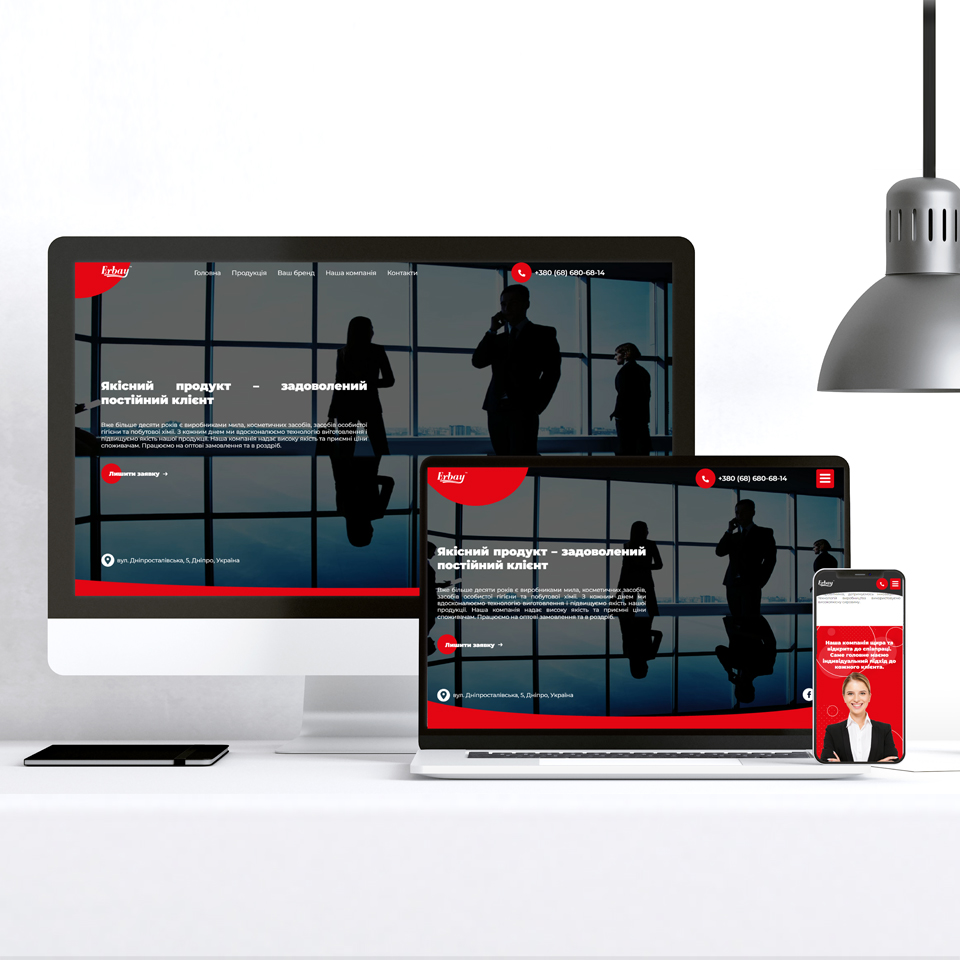 Erbay
Головна Продукція Ваш бренд Наша компанія Контакти
+380 (68) 680-68-14
Якісний продукт – задоволений
постійний клієнт
Вже більше десяти років є виробниками мила, косметичних засобів, засобів особистої
гігієни та побутової хімії. З кожним днем ми вдосконалюємо технологію виготовлення і
підвищуємо якість нашої продукції. Наша компанія надає високу якість та приємні ціни
споживачам. Працюємо на оптові замовлення та в роздріб.
Лишити заявку →
вул. Дніпросталівська, 5, Дніпро, Україна
Erbay
+380 (68) 680-68-14
Якісний продукт – задоволений
постійний клієнт
Вже більше десяти років є виробниками мила, косметичних засобів,
засобів особистої гігієни та побутової хімії. З кожним днем ми
вдосконалюємо технологію виготовлення і підвищуємо якість нашої
продукції. Наша компанія надає високу якість та приємні ціни
споживачам. Працюємо на оптові замовлення та в роздріб.
Лишити заявку →
вул. Дніпросталівська, 5, Дніпро, Україна
f
Erbay
Наша компанія щира та
відкрита до співпраці.
Саме головне маємо
індивідуальний підхід до
кожного клієнта.